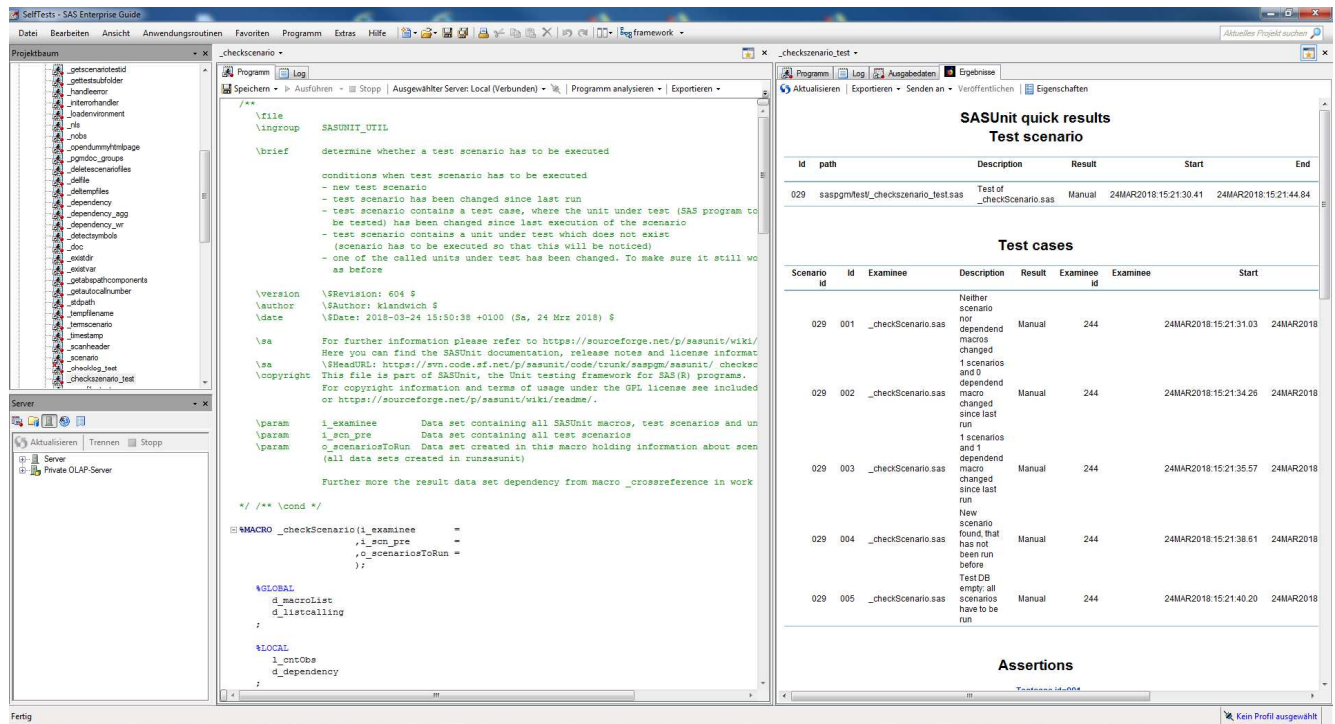 SelfTests - SAS Enterprise Guide
Datei Bearbeiten Ansicht Anwendungsroutinen Favoriten Programm Extras Hilfe framework
Aktuelles Projekt suchen
Projektbaum
_getscenariotestid
_gettestsubfolder
_handleerror
_initerrorhandler
_loadenvironment
_nls
_nobs
_opendummyhtmlpage
_pgmdoc_groups
_deletescenariofiles
_delfile
_deltempfiles
_dependency
_dependency_agg
_dependency_wr
_detectsymbols
_doc
_existdir
_existvar
_getabspathcomponents
_getautocallnumber
_stdpath
_tempfilename
_termscenario
_timestamp
_scanheader
_scenario
_checklog_test
_checkszenario_test
Server
Aktualisieren Trennen Stopp
Server
Private OLAP-Server
_checkscenario
Programm Log
Speichern Ausführen Stopp Ausgewählter Server: Local (Verbunden) Programm analysieren Exportieren
/**
\file
\ingroup SASUNIT_UTIL
\brief determine whether a test scenario has to be executed
conditions when test scenario has to be executed
- new test scenario
- test scenario has been changed since last run
- test scenario contains a test case, where the unit under test (SAS program to
be tested) has been changed since last execution of the scenario
- test scenario contains a unit under test which does not exist
(scenario has to be executed so that this will be noticed)
- one of the called units under test has been changed. To make sure it still wo
as before
\version \$Revision: 604 $
\author \$Author: klandwich $
\date \$Date: 2018-03-24 15:50:38 +0100 (Sa, 24 Mrz 2018) $
\sa For further information please refer to https://sourceforge.net/p/sasunit/wiki/
Here you can find the SASUnit documentation, release notes and license informat
\sa \$HeadURL: https://svn.code.sf.net/p/sasunit/code/trunk/saspgm/sasunit/_checksc
\copyright This file is part of SASUnit, the Unit testing framework for SAS(R) programs.
For copyright information and terms of usage under the GPL license see included
or https://sourceforge.net/p/sasunit/wiki/readme/.
\param i_examinee Data set containing all SASUnit macros, test scenarios and un
\param i_scn_pre Data set containing all test scenarios
\param o_scenariosToRun Data set created in this macro holding information about scen
(all data sets created in runsasunit)
Further more the result data set dependency from macro _crossreference in work
*/ /** \cond */
%MACRO _checkScenario(i_examinee =
,i_scn_pre =
,o_scenariosToRun =
);
%GLOBAL
d_macroList
d_listcalling
;
%LOCAL
l_cntObs
d_dependency
;
_checkszenario_test
Programm Log Ausgabedaten Ergebnisse
Aktualisieren Exportieren Senden an Veröffentlichen Eigenschaften
SASUnit quick results
Test scenario
Id path Description Result Start End
029 saspgm/test/_checkszenario_test.sas Test of _checkScenario.sas Manual 24MAR2018:15:21:30.41 24MAR2018:15:21:44.84
Test cases
Scenario id Id Examinee Description Result Examinee id Examinee Start
029 001 _checkScenario.sas Neither scenario nor dependend macros changed Manual 244 24MAR2018:15:21:31.03 24MAR2018
029 002 _checkScenario.sas 1 scenarios and 0 dependend macro changed since last run Manual 244 24MAR2018:15:21:34.26 24MAR2018
029 003 _checkScenario.sas 1 scenarios and 1 dependend macro changed since last run Manual 244 24MAR2018:15:21:35.57 24MAR2018
029 004 _checkScenario.sas New scenario found, that has not been run before Manual 244 24MAR2018:15:21:38.61 24MAR2018
029 005 _checkScenario.sas Test DB empty: all scenarios have to be run Manual 244 24MAR2018:15:21:40.20 24MAR2018
Assertions
Fertig
Kein Profil ausgewählt